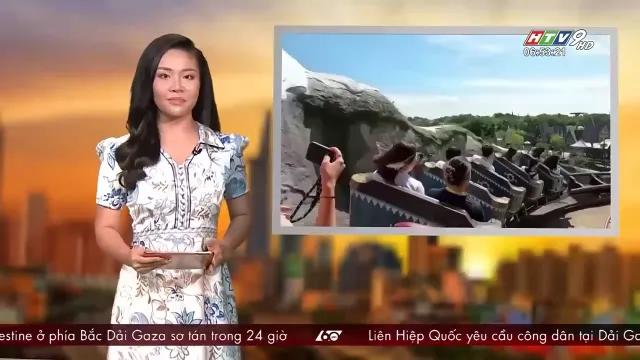 HTV9 HD
06:53:21
estine ở phía Bắc Dải Gaza sơ tán trong 24 giờ 60 Liên Hiệp Quốc yêu cầu công dân tại Dải Gaz